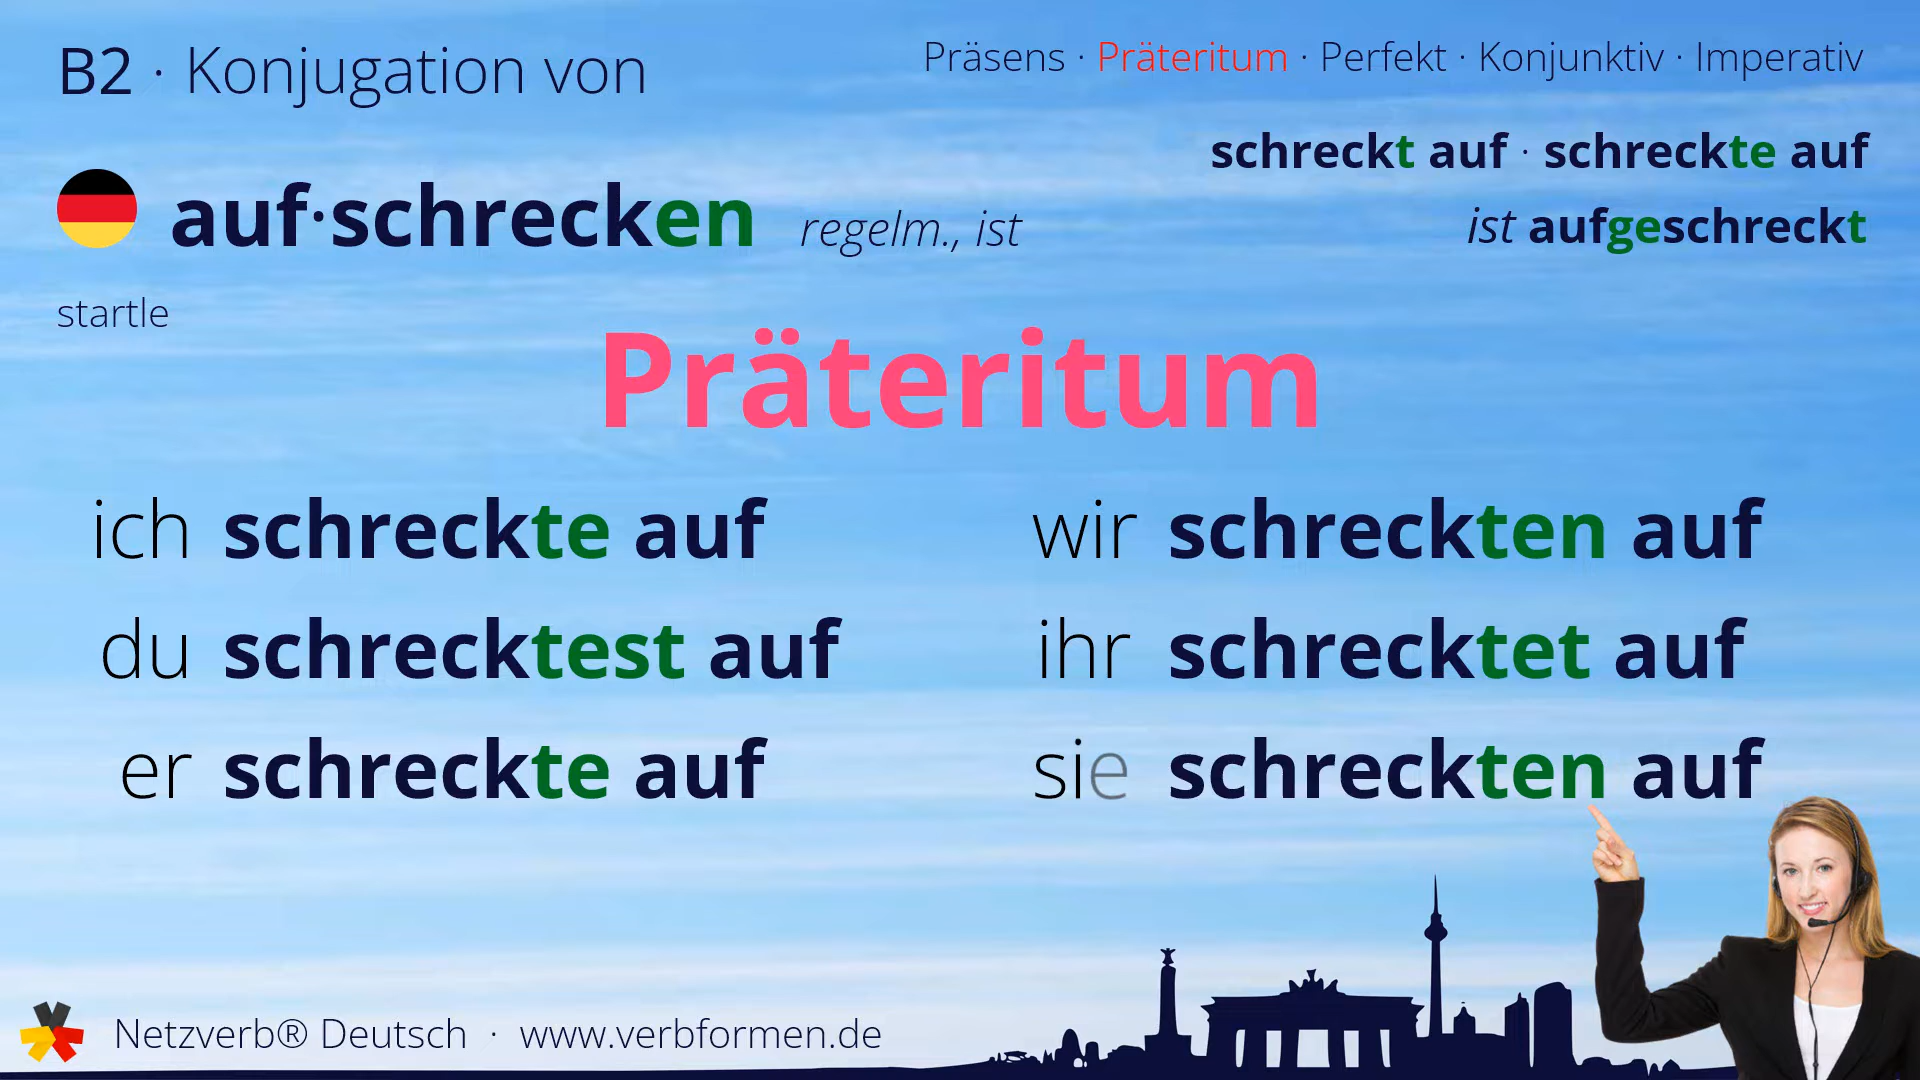 B2 · Konjugation von
Präsens · Präteritum · Perfekt · Konjunktiv · Imperativ
schreckt auf · schreckte auf
auf·schrecken regelm., ist
ist aufgeschreckt
startle
Präteritum
ich schreckte auf
du schrecktest auf
er schreckte auf
wir schreckten auf
ihr schrecktet auf
sie schreckten auf
Netzverb® Deutsch · www.verbformen.de